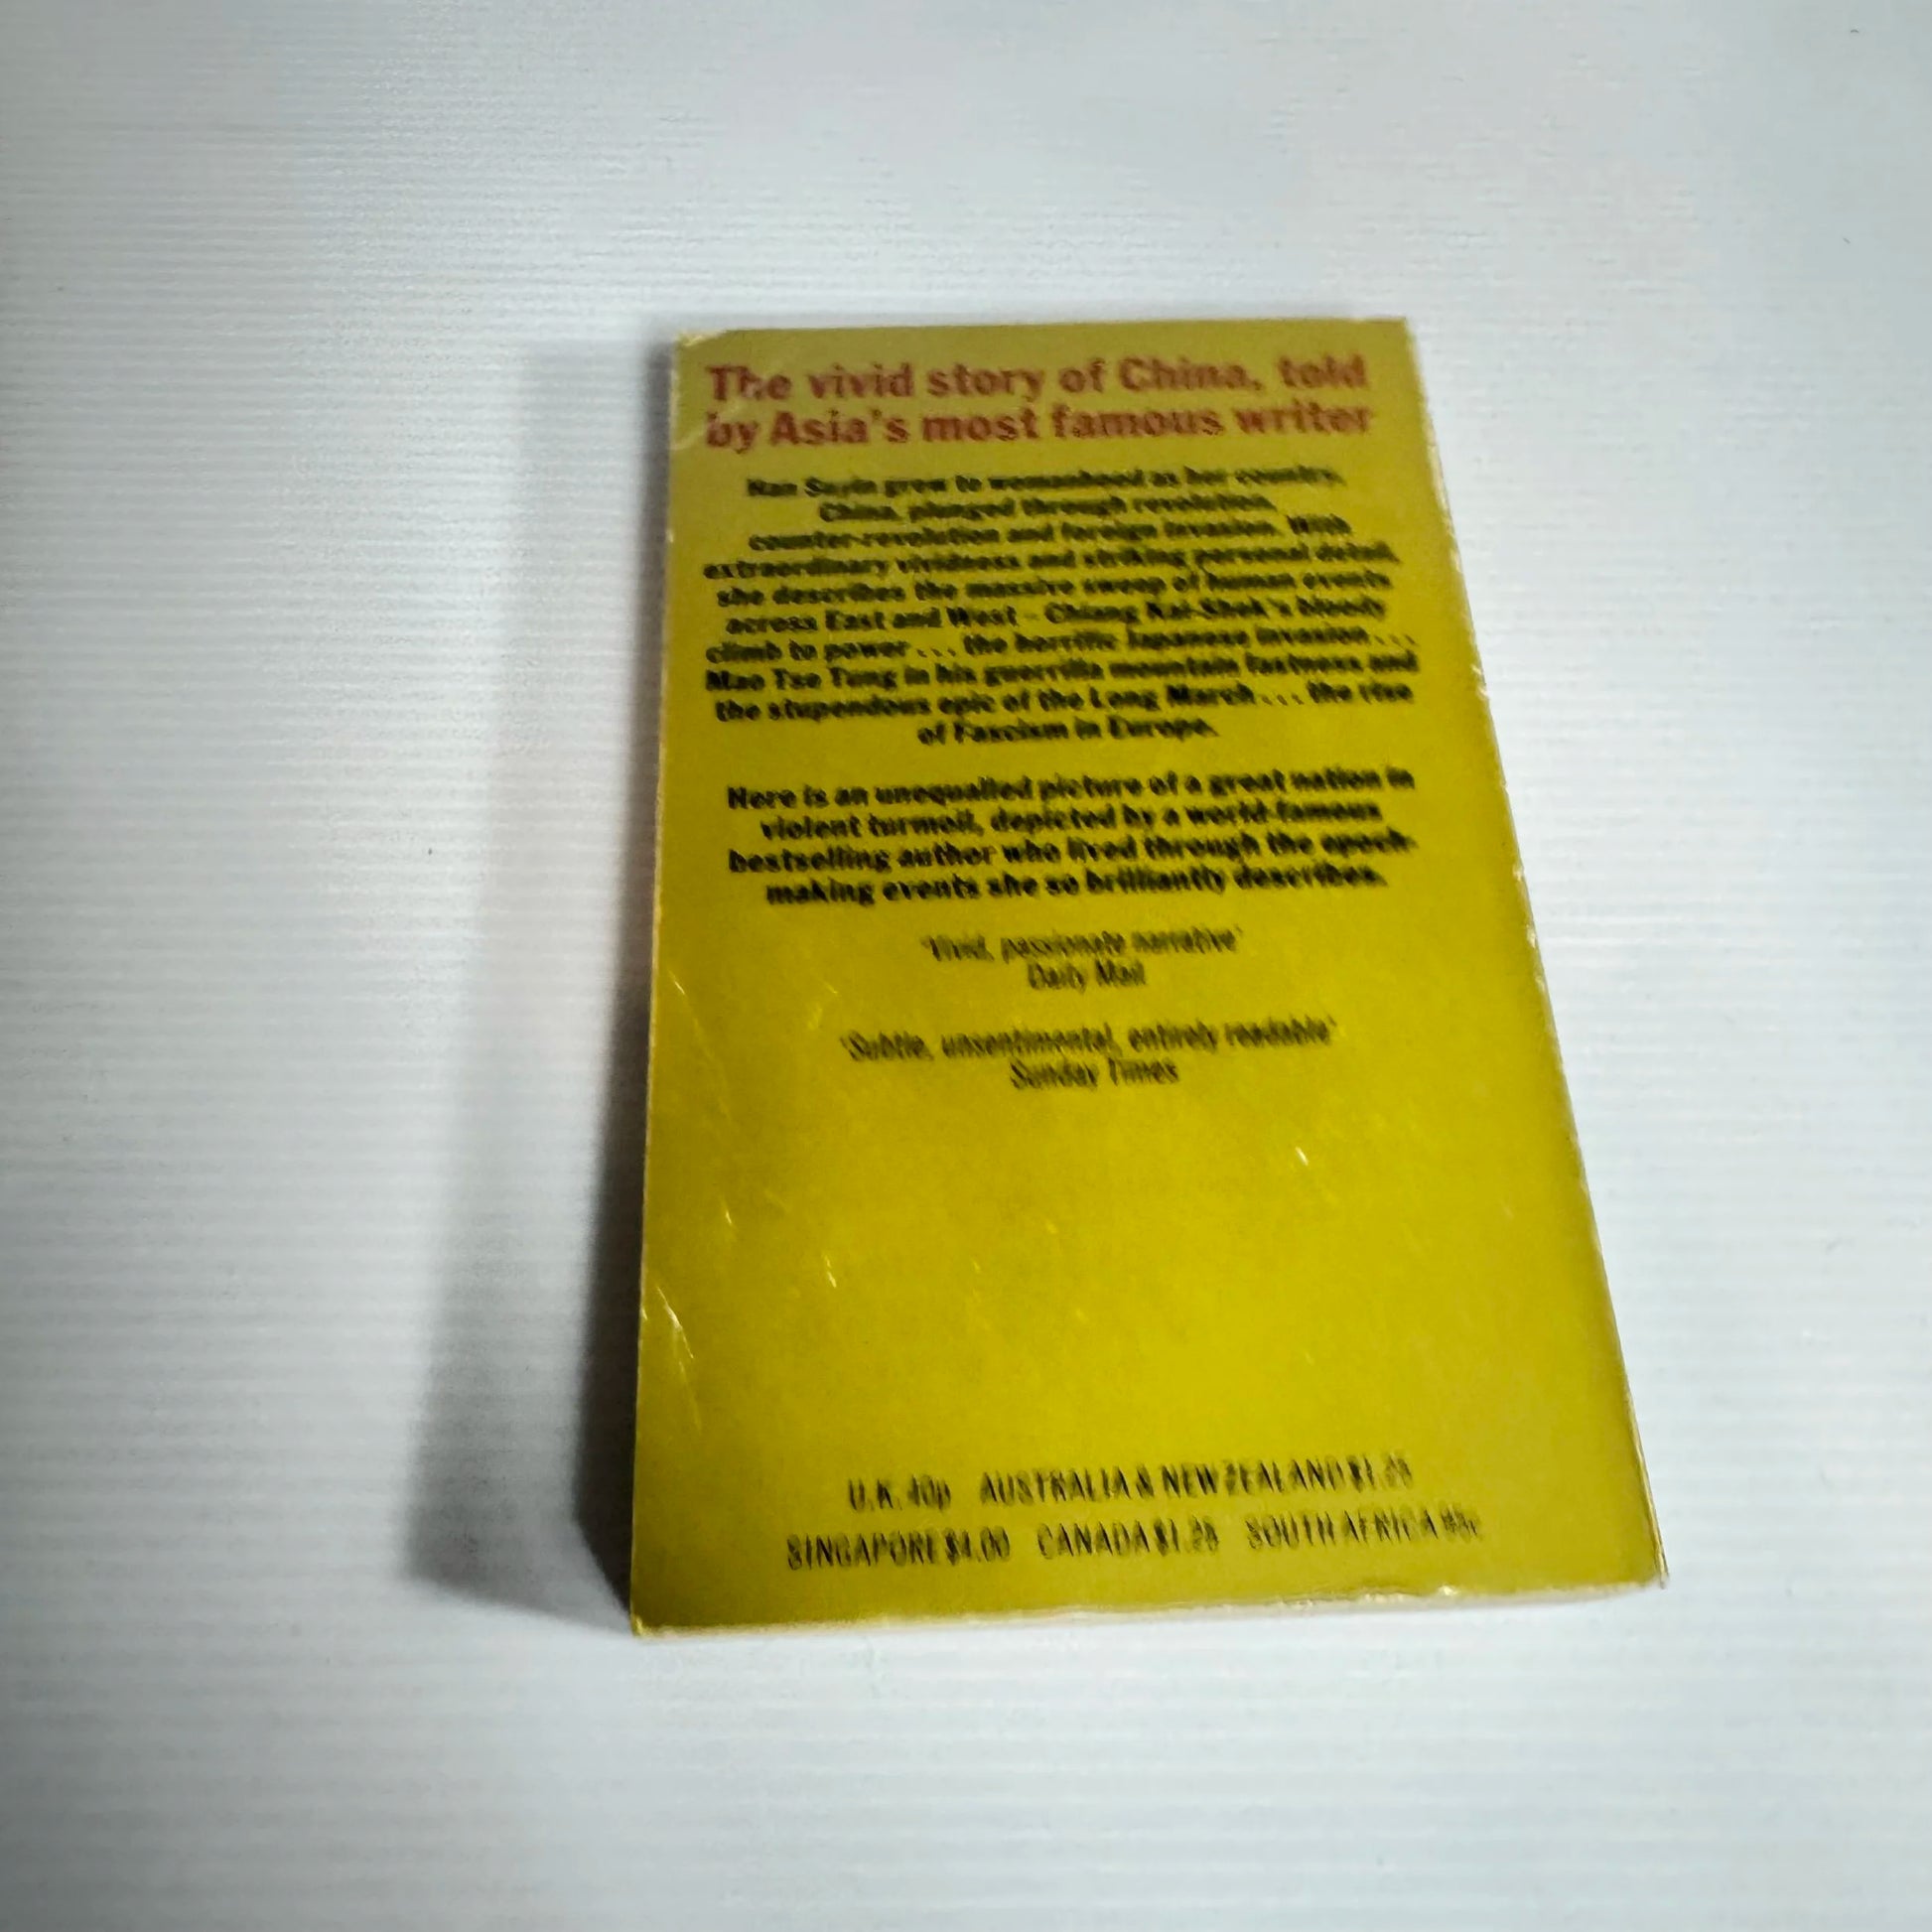 The vivid story of China, told
by Asia's most famous writer
Han Suyin grew to womanhood as her country,
China, plunged through revolution,
counter-revolution and foreign invasion. With
extraordinary vividness and striking personal detail,
she describes the massive sweep of human events
across East and West – Chiang Kai-Shek's bloody
climb to power . . . the horrific Japanese invasion . . .
Mao Tse Tung in his guerrilla mountain fastness and
the stupendous epic of the Long March . . . the rise
of Fascism in Europe.
Here is an unequalled picture of a great nation in
violent turmoil, depicted by a world-famous
bestselling author who lived through the epoch-
making events she so brilliantly describes.
'Vivid, passionate narrative'
Daily Mail
'Subtle, unsentimental, entirely readable'
Sunday Times
U.K. 40p AUSTRALIA & NEW ZEALAND $1.25
SINGAPORE $4.00 CANADA $1.25 SOUTH AFRICA